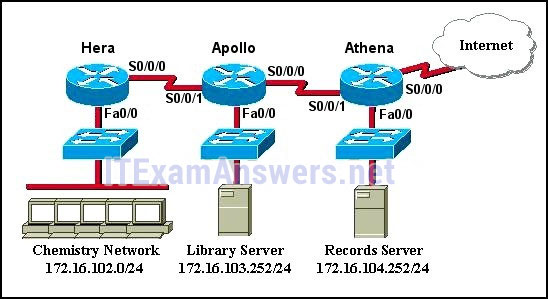 Hera
Apollo
Athena
Internet
S0/0/0
S0/0/0
S0/0/0
S0/0/1
S0/0/1
Fa0/0
Fa0/0
Fa0/0
ITExamAnswers.net
Chemistry Network
172.16.102.0/24
Library Server
172.16.103.252/24
Records Server
172.16.104.252/24